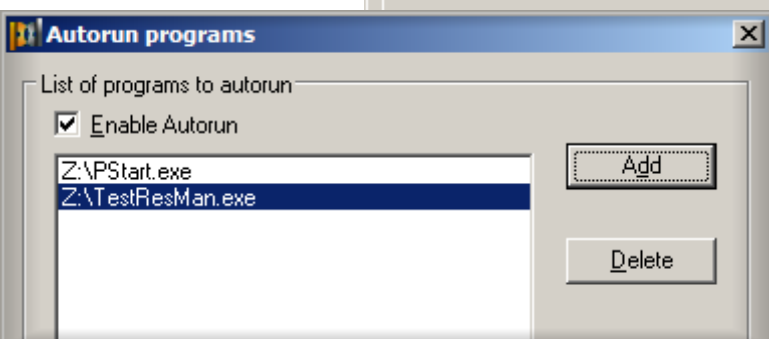 Autorun programs
List of programs to autorun
Enable Autorun
Z:\PStart.exe
Add
Z:\TestResMan.exe
Delete